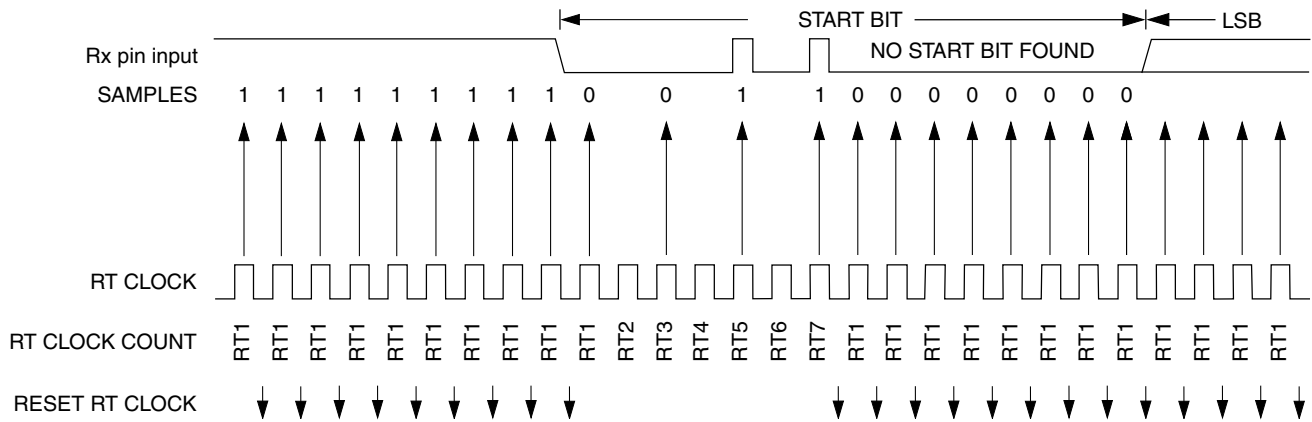 START BIT LSB
Rx pin input NO START BIT FOUND
SAMPLES 1 1 1 1 1 1 1 1 1 0 0 1 1 0 0 0 0 0 0 0 0
RT CLOCK
RT CLOCK COUNT RT1 RT1 RT1 RT1 RT1 RT1 RT1 RT1 RT1 RT1 RT2 RT3 RT4 RT5 RT6 RT7 RT1 RT1 RT1 RT1 RT1 RT1 RT1 RT1 RT1 RT1 RT1 RT1
RESET RT CLOCK